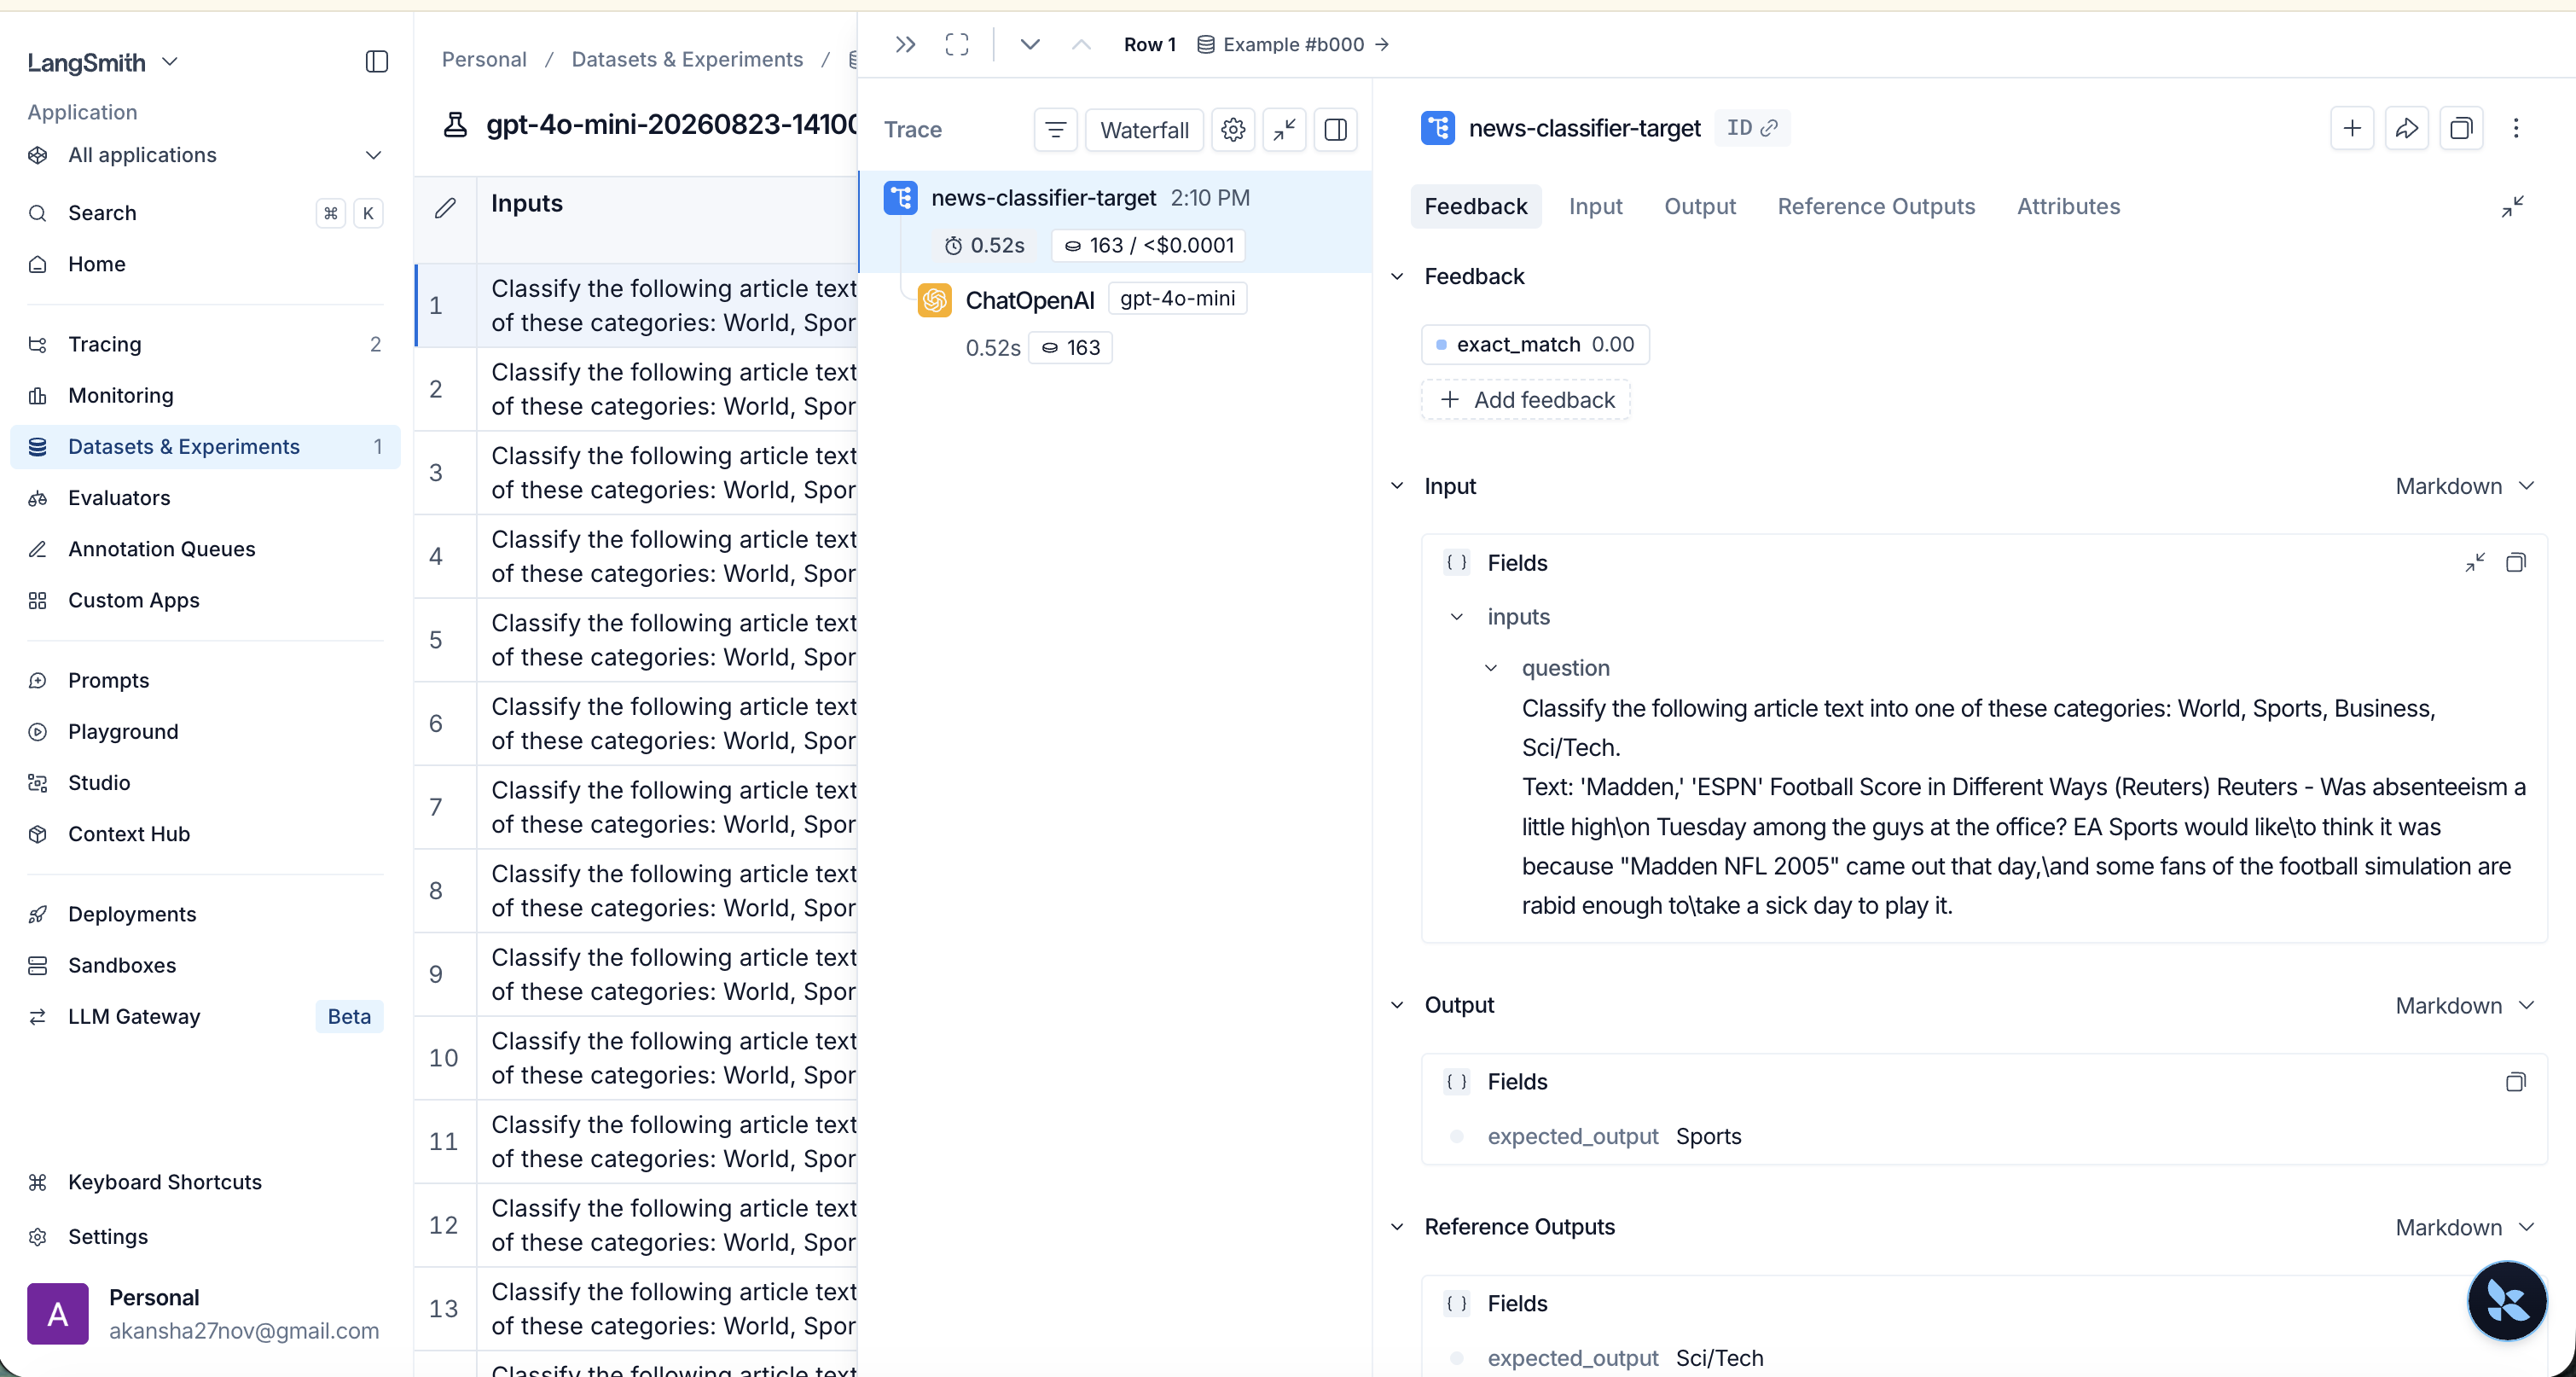 LangSmith
Application
All applications
Search ⌘ K
Home
Tracing 2
Monitoring
Datasets & Experiments 1
Evaluators
Annotation Queues
Custom Apps
Prompts
Playground
Studio
Context Hub
Deployments
Sandboxes
LLM Gateway Beta
Keyboard Shortcuts
Settings
A
Personal
akansha27nov@gmail.com
Personal / Datasets & Experiments /
gpt-4o-mini-20260823-14100
Inputs
1 Classify the following article text
of these categories: World, Spor
2 Classify the following article text
of these categories: World, Spor
3 Classify the following article text
of these categories: World, Spor
4 Classify the following article text
of these categories: World, Spor
5 Classify the following article text
of these categories: World, Spor
6 Classify the following article text
of these categories: World, Spor
7 Classify the following article text
of these categories: World, Spor
8 Classify the following article text
of these categories: World, Spor
9 Classify the following article text
of these categories: World, Spor
10 Classify the following article text
of these categories: World, Spor
11 Classify the following article text
of these categories: World, Spor
12 Classify the following article text
of these categories: World, Spor
13 Classify the following article text
of these categories: World, Spor
Classify the following article text
Row 1 Example #b000 →
Trace Waterfall
news-classifier-target 2:10 PM
0.52s 163 / <$0.0001
ChatOpenAI gpt-4o-mini
0.52s 163
news-classifier-target ID
Feedback Input Output Reference Outputs Attributes
Feedback
exact_match 0.00
+ Add feedback
Input Markdown
{ } Fields
inputs
question
Classify the following article text into one of these categories: World, Sports, Business,
Sci/Tech.
Text: 'Madden,' 'ESPN' Football Score in Different Ways (Reuters) Reuters - Was absenteeism a
little high\on Tuesday among the guys at the office? EA Sports would like\to think it was
because "Madden NFL 2005" came out that day,\and some fans of the football simulation are
rabid enough to\take a sick day to play it.
Output Markdown
{ } Fields
expected_output Sports
Reference Outputs Markdown
{ } Fields
expected_output Sci/Tech